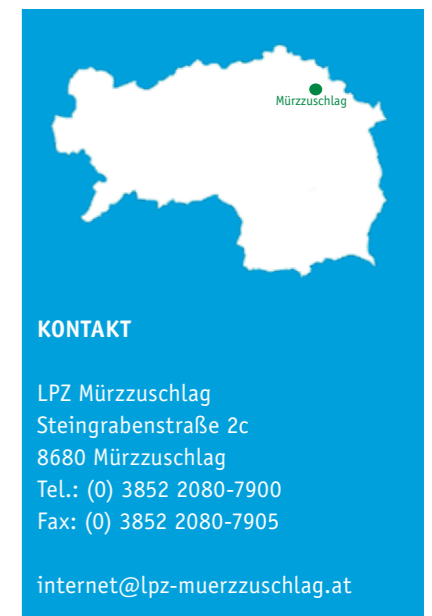 Mürzzuschlag
KONTAKT
LPZ Mürzzuschlag
Steingrabenstraße 2c
8680 Mürzzuschlag
Tel.: (0) 3852 2080-7900
Fax: (0) 3852 2080-7905
internet@lpz-muerzzuschlag.at